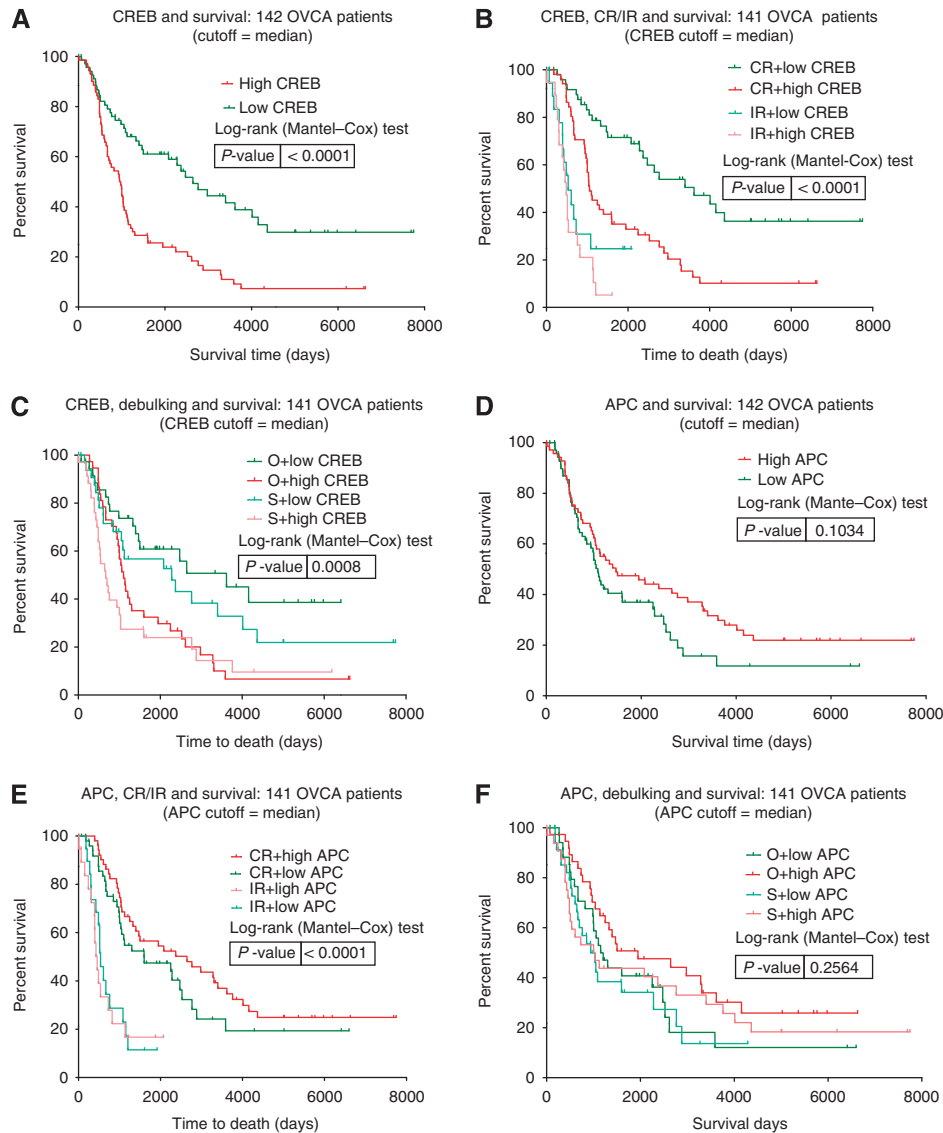 A
CREB and survival: 142 OVCA patients
(cutoff = median)
100
80
60
40
20
0
Percent survival
High CREB
Low CREB
Log-rank (Mantel–Cox) test
P-value < 0.0001
0 2000 4000 6000 8000
Survival time (days)
B
CREB, CR/IR and survival: 141 OVCA patients
(CREB cutoff = median)
100
80
60
40
20
0
Percent survival
CR+low CREB
CR+high CREB
IR+low CREB
IR+high CREB
Log-rank (Mantel-Cox) test
P-value < 0.0001
0 2000 4000 6000 8000
Time to death (days)
C
CREB, debulking and survival: 141 OVCA patients
(CREB cutoff = median)
100
80
60
40
20
0
Percent survival
O+low CREB
O+high CREB
S+low CREB
S+high CREB
Log-rank (Mantel–Cox) test
P-value 0.0008
0 2000 4000 6000 8000
Time to death (days)
D
APC and survival: 142 OVCA patients
(cutoff = median)
100
80
60
40
20
0
Percent survival
High APC
Low APC
Log-rank (Mante–Cox) test
P -value 0.1034
0 2000 4000 6000 8000
Survival time (days)
E
APC, CR/IR and survival: 141 OVCA patients
(APC cutoff = median)
100
80
60
40
20
0
Percent survival
CR+high APC
CR+low APC
IR+ligh APC
IR+low APC
Log-rank (Mantel–Cox) test
P -value < 0.0001
0 2000 4000 6000 8000
Time to death (days)
F
APC, debulking and survival: 141 OVCA patients
(APC cutoff = median)
100
80
60
40
20
0
Percent survival
O+low APC
O+high APC
S+low APC
S+high APC
Log-rank (Mantel–Cox) test
P -value 0.2564
0 2000 4000 6000 8000
Survival days